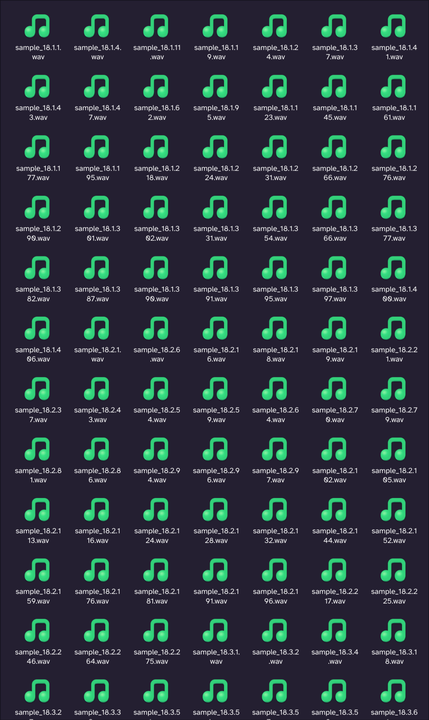 sample_18.1.1. sample_18.1.4. sample_18.1.11 sample_18.1.1 sample_18.1.2 sample_18.1.3 sample_18.1.4
wav wav .wav 9.wav 4.wav 7.wav 1.wav
sample_18.1.4 sample_18.1.4 sample_18.1.6 sample_18.1.9 sample_18.1.1 sample_18.1.1 sample_18.1.1
3.wav 7.wav 2.wav 5.wav 23.wav 45.wav 61.wav
sample_18.1.1 sample_18.1.1 sample_18.1.2 sample_18.1.2 sample_18.1.2 sample_18.1.2 sample_18.1.2
77.wav 95.wav 18.wav 24.wav 31.wav 66.wav 76.wav
sample_18.1.2 sample_18.1.3 sample_18.1.3 sample_18.1.3 sample_18.1.3 sample_18.1.3 sample_18.1.3
90.wav 01.wav 02.wav 31.wav 54.wav 66.wav 77.wav
sample_18.1.3 sample_18.1.3 sample_18.1.3 sample_18.1.3 sample_18.1.3 sample_18.1.3 sample_18.1.4
82.wav 87.wav 90.wav 91.wav 95.wav 97.wav 00.wav
sample_18.1.4 sample_18.2.1. sample_18.2.6 sample_18.2.1 sample_18.2.1 sample_18.2.1 sample_18.2.2
06.wav wav .wav 6.wav 8.wav 9.wav 1.wav
sample_18.2.3 sample_18.2.4 sample_18.2.5 sample_18.2.5 sample_18.2.6 sample_18.2.7 sample_18.2.7
7.wav 3.wav 4.wav 9.wav 4.wav 0.wav 9.wav
sample_18.2.8 sample_18.2.8 sample_18.2.9 sample_18.2.9 sample_18.2.9 sample_18.2.1 sample_18.2.1
1.wav 6.wav 4.wav 6.wav 7.wav 02.wav 05.wav
sample_18.2.1 sample_18.2.1 sample_18.2.1 sample_18.2.1 sample_18.2.1 sample_18.2.1 sample_18.2.1
13.wav 16.wav 24.wav 28.wav 32.wav 44.wav 52.wav
sample_18.2.1 sample_18.2.1 sample_18.2.1 sample_18.2.1 sample_18.2.1 sample_18.2.2 sample_18.2.2
59.wav 76.wav 81.wav 91.wav 96.wav 17.wav 25.wav
sample_18.2.2 sample_18.2.2 sample_18.2.2 sample_18.3.1. sample_18.3.2 sample_18.3.4 sample_18.3.1
46.wav 64.wav 75.wav wav .wav .wav 8.wav
sample_18.3.2 sample_18.3.3 sample_18.3.5 sample_18.3.5 sample_18.3.5 sample_18.3.5 sample_18.3.6